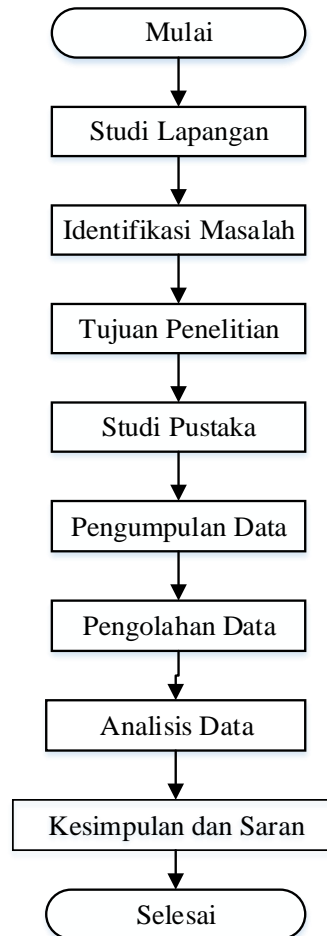 Mulai
Studi Lapangan
Identifikasi Masalah
Tujuan Penelitian
Studi Pustaka
Pengumpulan Data
Pengolahan Data
Analisis Data
Kesimpulan dan Saran
Selesai